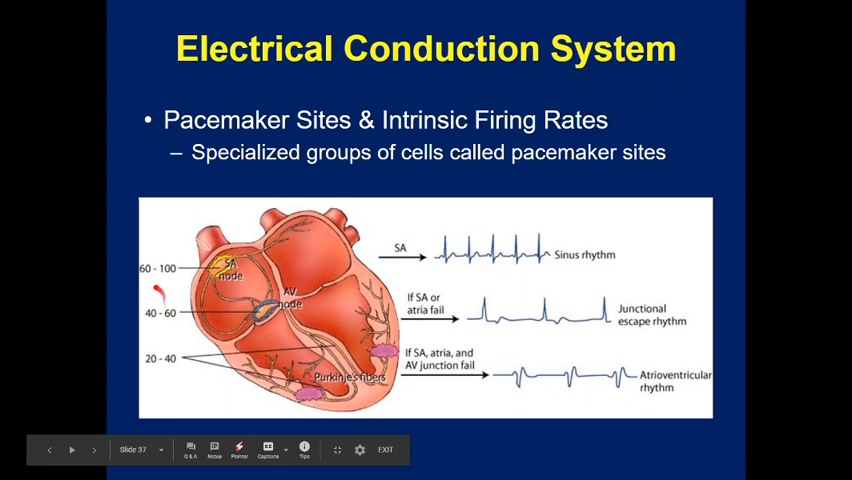 Electrical Conduction System
• Pacemaker Sites & Intrinsic Firing Rates
– Specialized groups of cells called pacemaker sites
60 - 100
SA
node
AV
node
40 - 60
20 - 40
Purkinje's fibers
SA
Sinus rhythm
If SA or
atria fail
Junctional
escape rhythm
If SA, atria, and
AV junction fail
Atrioventricular
rhythm
Slide 37
Q & A
Notes
Pointer
Captions
Tips
EXIT